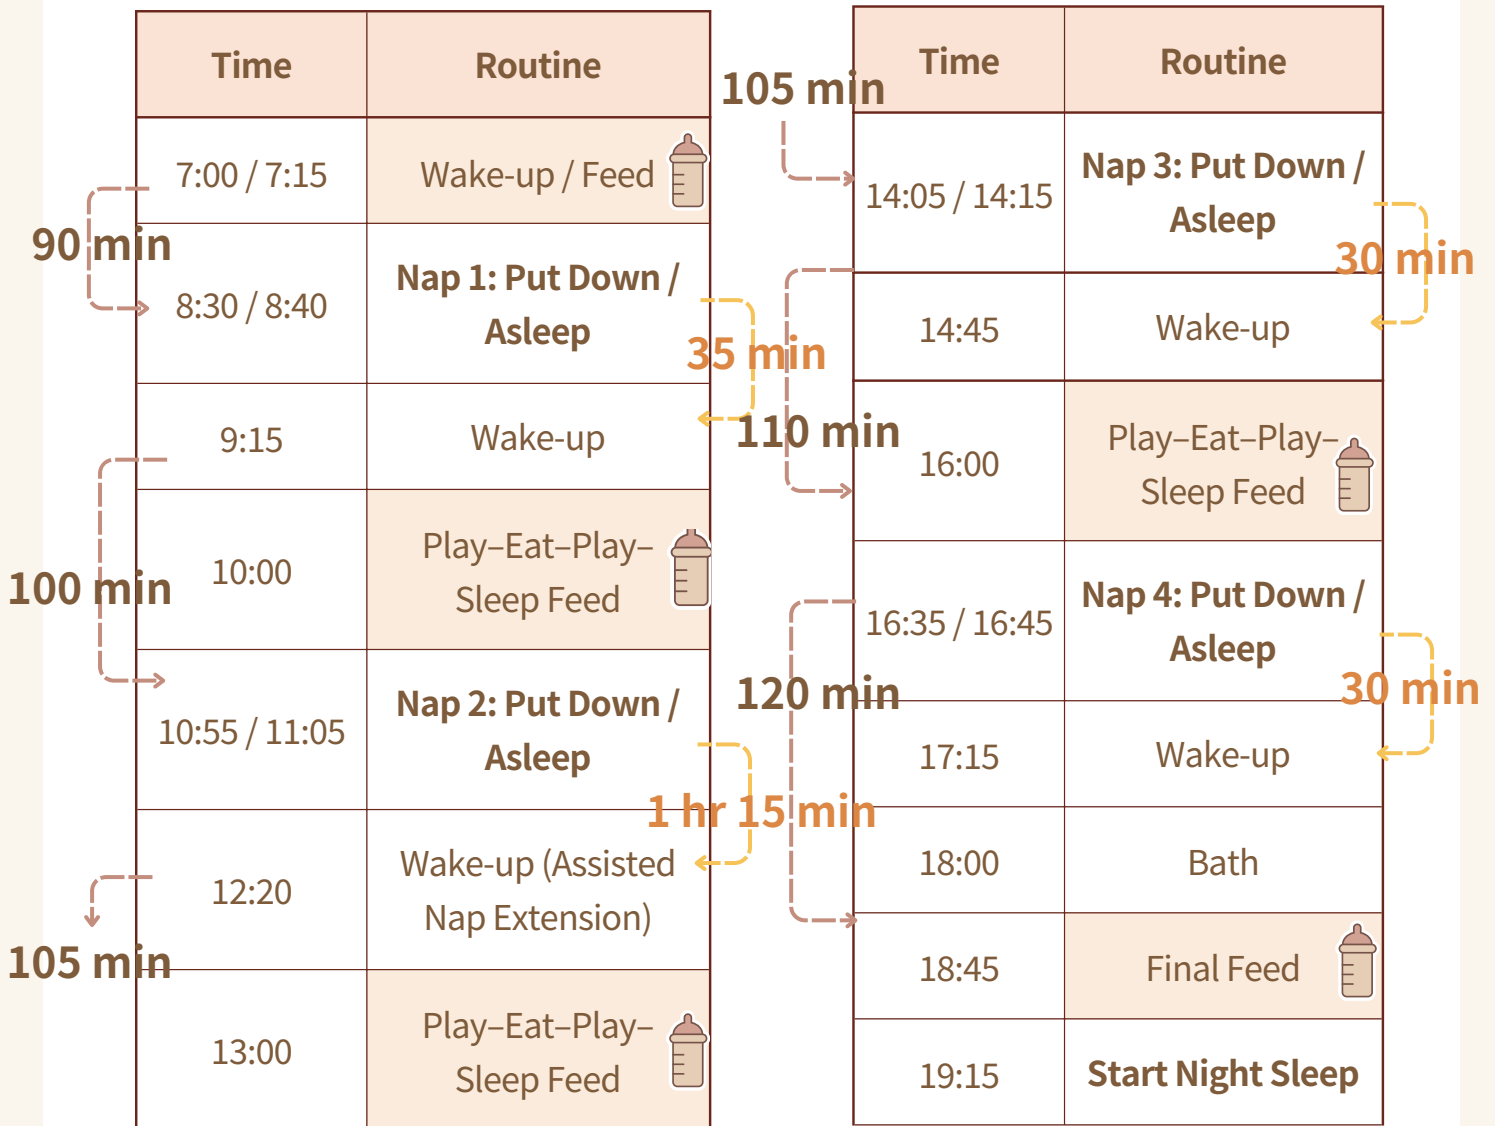 Time Routine
7:00 / 7:15 Wake-up / Feed
90 min
8:30 / 8:40 Nap 1: Put Down /
Asleep
35 min
9:15 Wake-up
100 min
10:00 Play–Eat–Play–
Sleep Feed
10:55 / 11:05 Nap 2: Put Down /
Asleep
1 hr 15 min
12:20 Wake-up (Assisted
Nap Extension)
105 min
13:00 Play–Eat–Play–
Sleep Feed
Time Routine
105 min
14:05 / 14:15 Nap 3: Put Down /
Asleep
30 min
14:45 Wake-up
110 min
16:00 Play–Eat–Play–
Sleep Feed
16:35 / 16:45 Nap 4: Put Down /
Asleep
30 min
120 min
17:15 Wake-up
18:00 Bath
18:45 Final Feed
19:15 Start Night Sleep